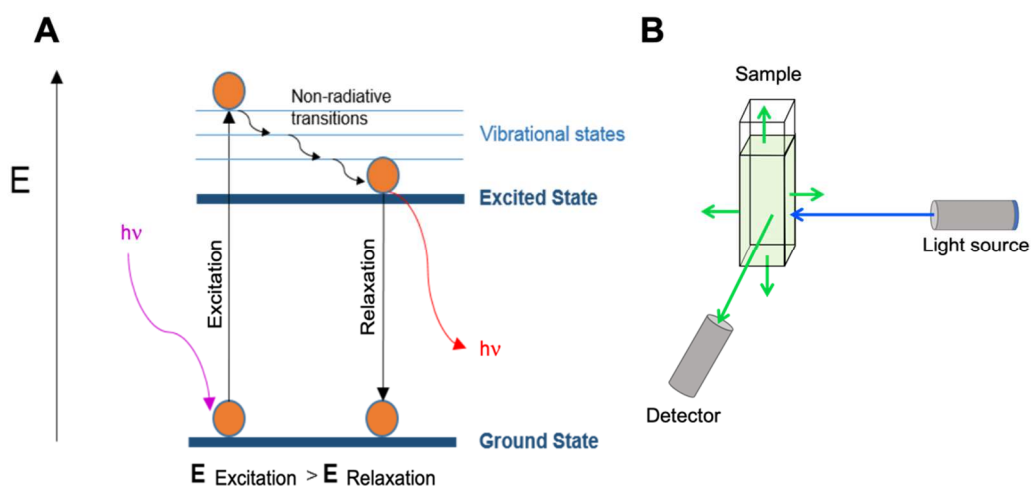 A
E
Non-radiative
transitions
Vibrational states
Excited State
hν
Excitation
Relaxation
hν
Ground State
E Excitation > E Relaxation
B
Sample
Light source
Detector